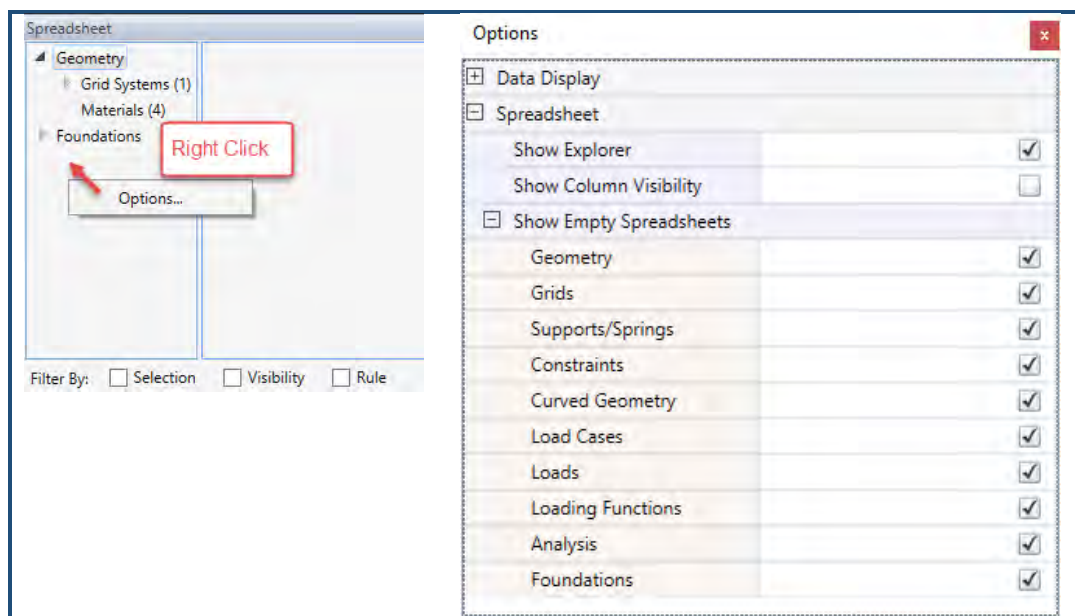 Spreadsheet
Geometry
Grid Systems (1)
Materials (4)
Foundations
Right Click
Options...
Filter By: Selection Visibility Rule
Options
x
Data Display
Spreadsheet
Show Explorer
Show Column Visibility
Show Empty Spreadsheets
Geometry
Grids
Supports/Springs
Constraints
Curved Geometry
Load Cases
Loads
Loading Functions
Analysis
Foundations